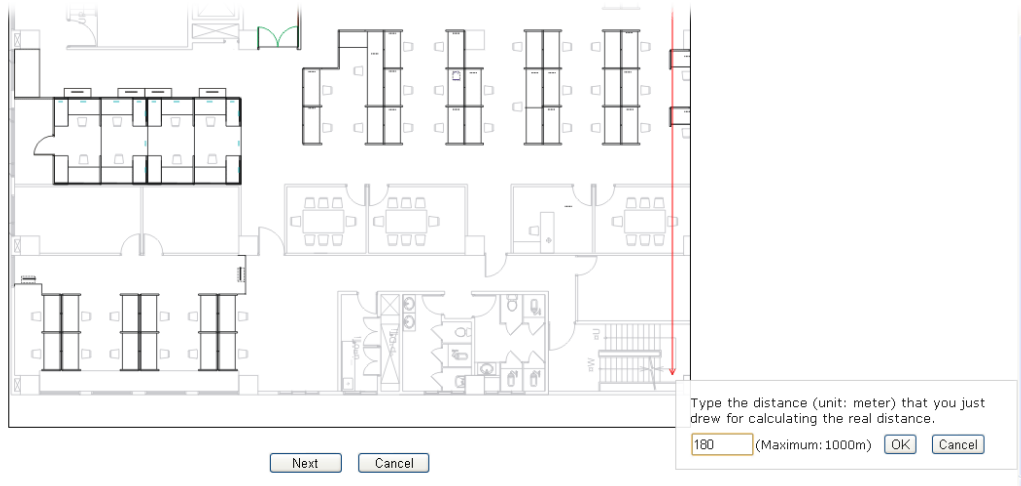 Up
Type the distance (unit: meter) that you just
drew for calculating the real distance.
180 (Maximum: 1000m) OK Cancel
Next Cancel